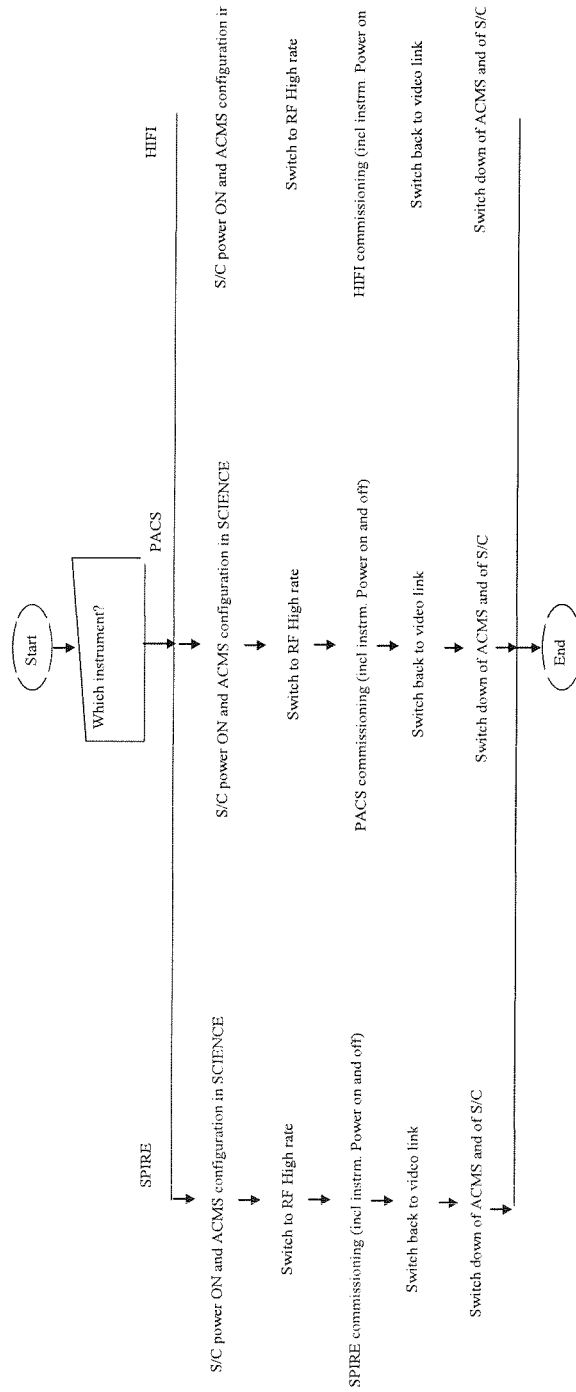 Start
Which instrument?
SPIRE
PACS
HIFI
S/C power ON and ACMS configuration in SCIENCE
S/C power ON and ACMS configuration in SCIENCE
S/C power ON and ACMS configuration ir
Switch to RF High rate
Switch to RF High rate
Switch to RF High rate
SPIRE commissioning (incl instrm. Power on and off)
PACS commissioning (incl instrm. Power on and off)
HIFI commissioning (incl instrm. Power on
Switch back to video link
Switch back to video link
Switch back to video link
Switch down of ACMS and of S/C
Switch down of ACMS and of S/C
Switch down of ACMS and of S/C
End